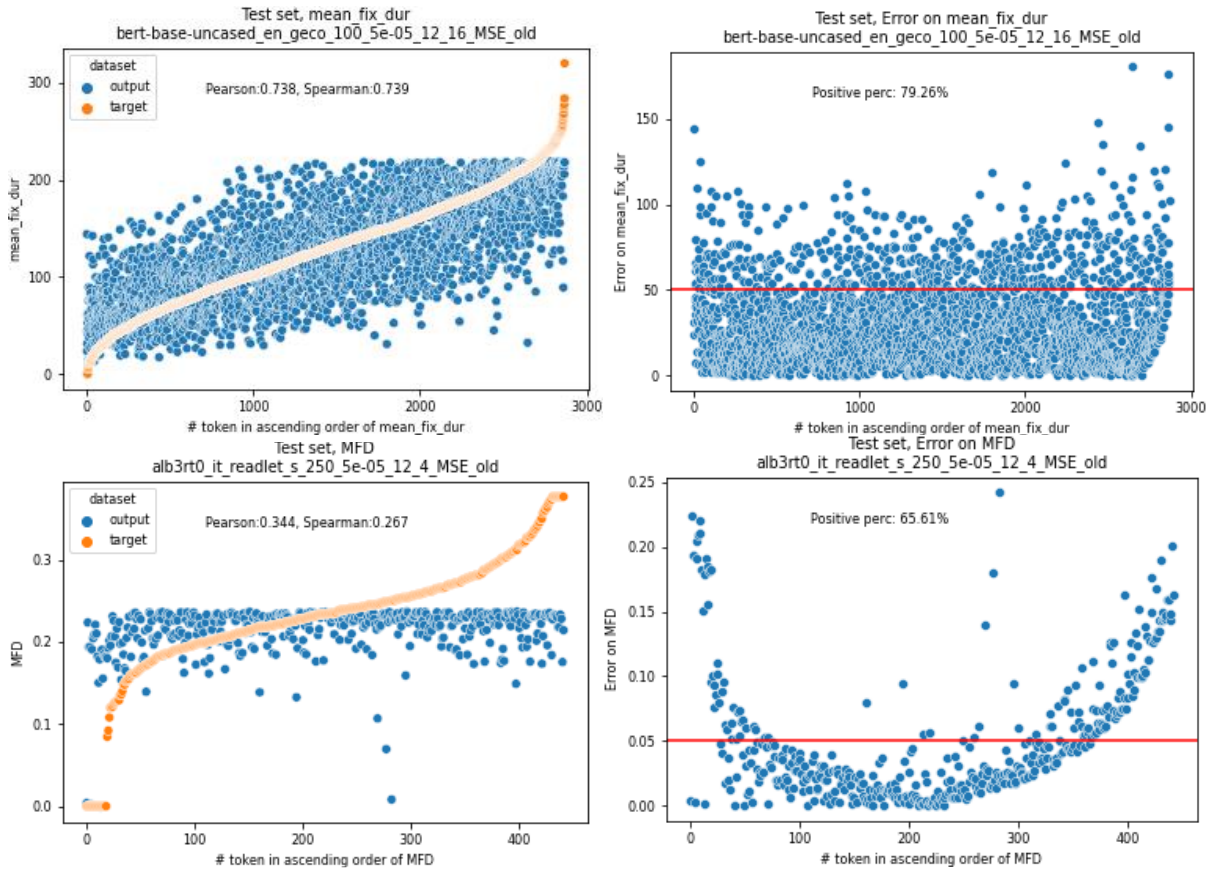 Test set, mean_fix_dur
bert-base-uncased_en_geco_100_5e-05_12_16_MSE_old
dataset
output
target
Pearson:0.738, Spearman:0.739
300
200
100
0
mean_fix_dur
0 1000 2000 3000
# token in ascending order of mean_fix_dur
Test set, Error on mean_fix_dur
bert-base-uncased_en_geco_100_5e-05_12_16_MSE_old
Positive perc: 79.26%
150
100
50
0
Error on mean_fix_dur
0 1000 2000 3000
# token in ascending order of mean_fix_dur
Test set, MFD
alb3rt0_it_readlet_s_250_5e-05_12_4_MSE_old
dataset
output
target
Pearson:0.344, Spearman:0.267
0.3
0.2
0.1
0.0
MFD
0 100 200 300 400
# token in ascending order of MFD
Test set, Error on MFD
alb3rt0_it_readlet_s_250_5e-05_12_4_MSE_old
Positive perc: 65.61%
0.25
0.20
0.15
0.10
0.05
0.00
Error on MFD
0 100 200 300 400
# token in ascending order of MFD